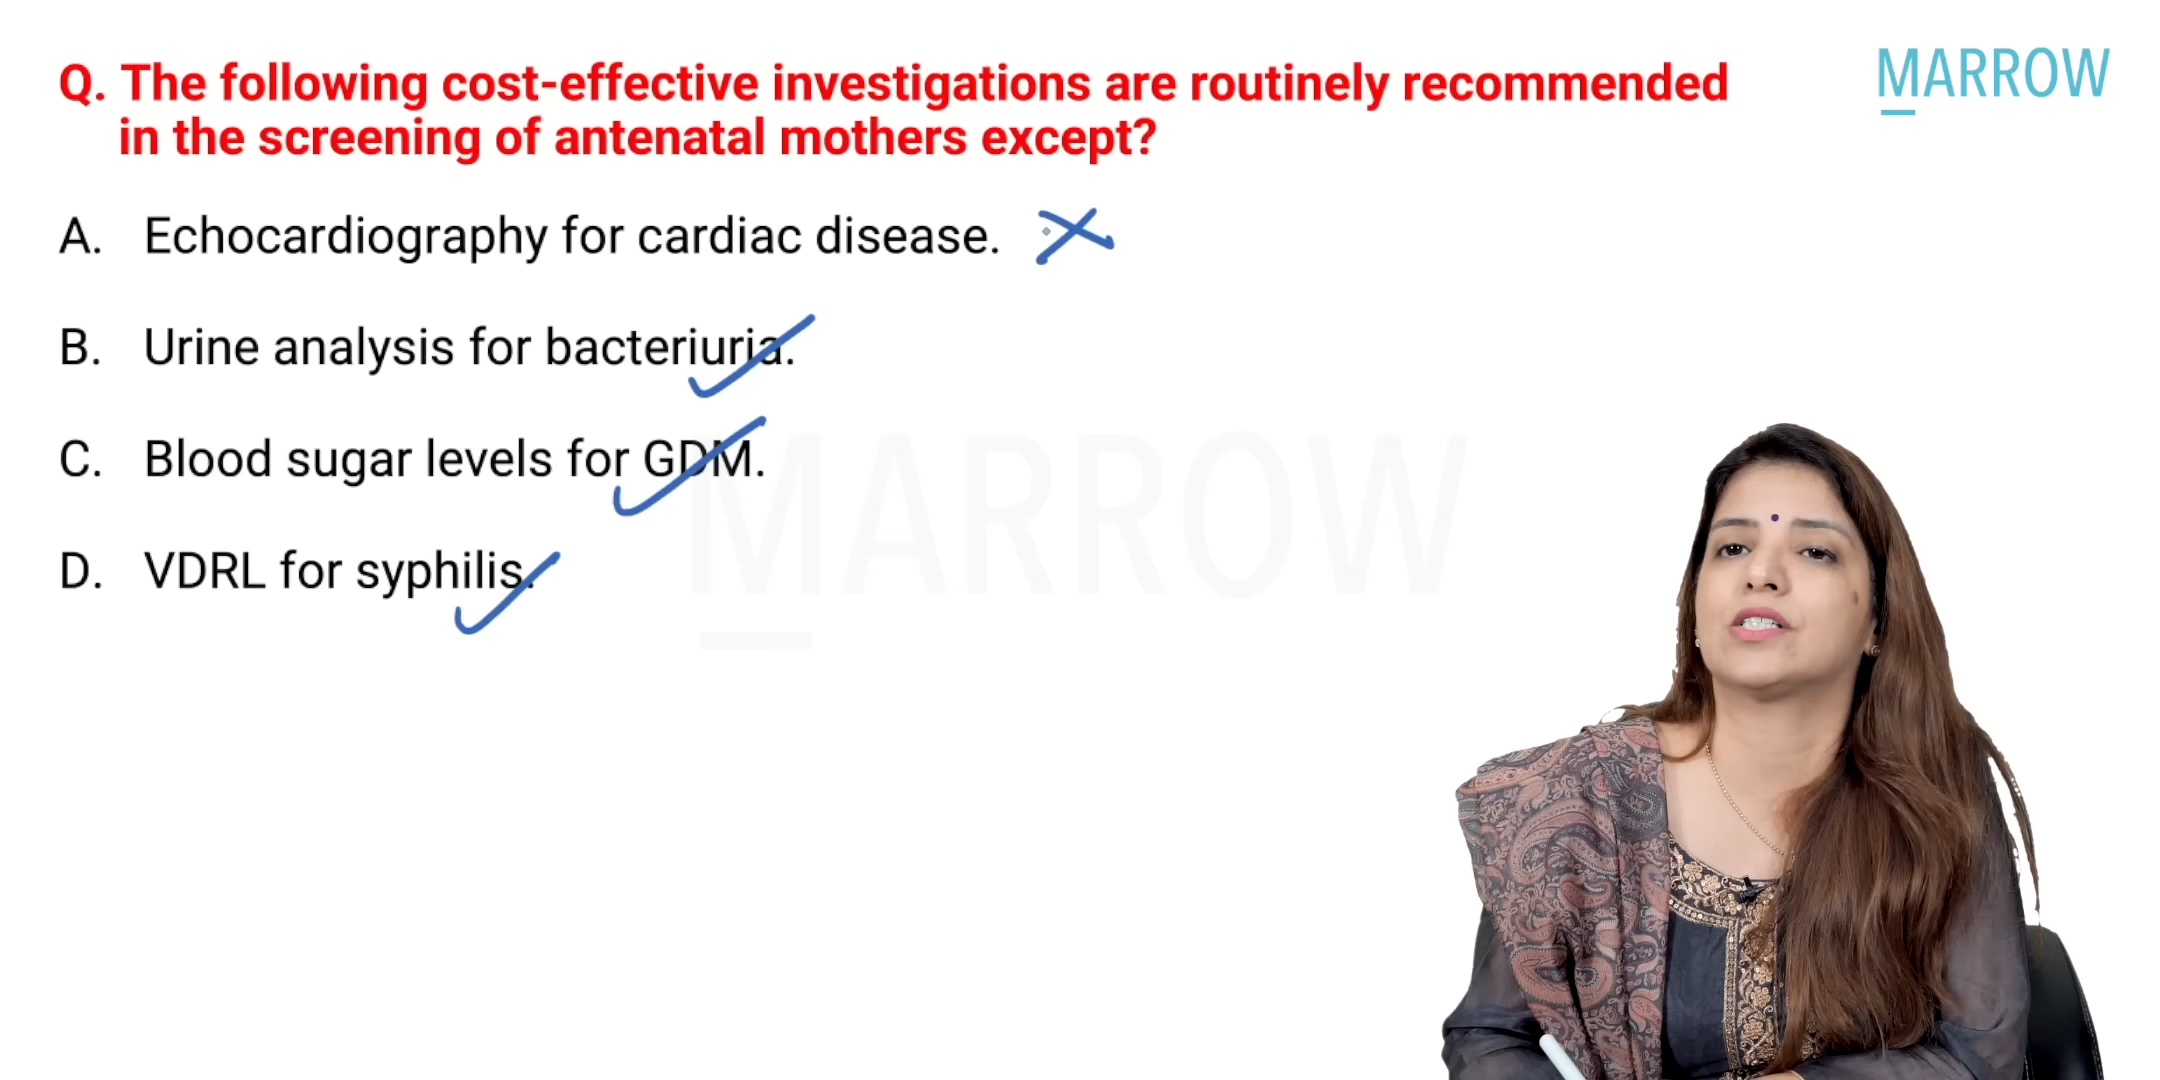 Q. The following cost-effective investigations are routinely recommended
in the screening of antenatal mothers except?
MARROW
A. Echocardiography for cardiac disease.
B. Urine analysis for bacteriuria.
C. Blood sugar levels for GDM.
D. VDRL for syphilis.
MARROW